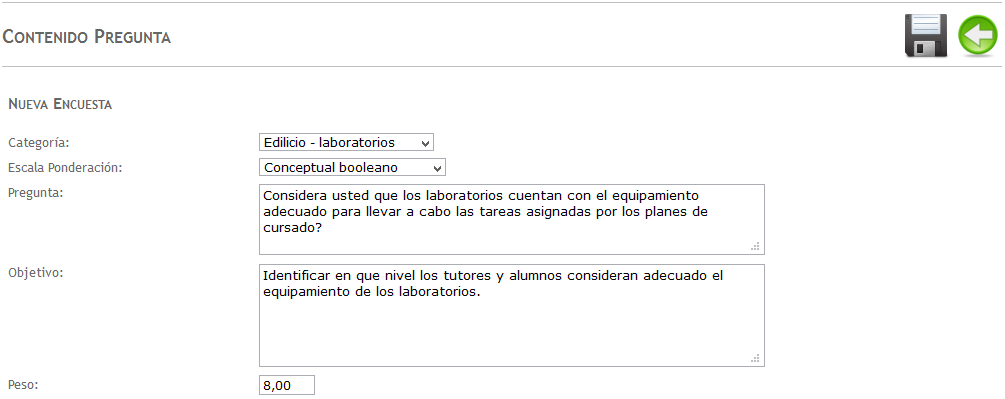 Contenido Pregunta
Nueva Encuesta
Categoría: Edilicio - laboratorios
Escala Ponderación: Conceptual booleano
Pregunta: Considera usted que los laboratorios cuentan con el equipamiento
adecuado para llevar a cabo las tareas asignadas por los planes de
cursado?
Objetivo: Identificar en que nivel los tutores y alumnos consideran adecuado el
equipamiento de los laboratorios.
Peso: 8,00